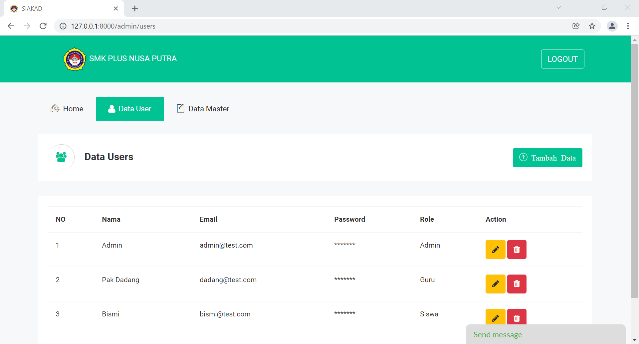 SIAKAD
127.0.0.1:8000/admin/users
SMK PLUS NUSA PUTRA
LOGOUT
Home
Data User
Data Master
Data Users
Tambah Data
NO Nama Email Password Role Action
1 Admin admin@test.com ******* Admin
2 Pak Dadang dadang@test.com ******* Guru
3 Bismi bismi@test.com ******* Siswa
Send message